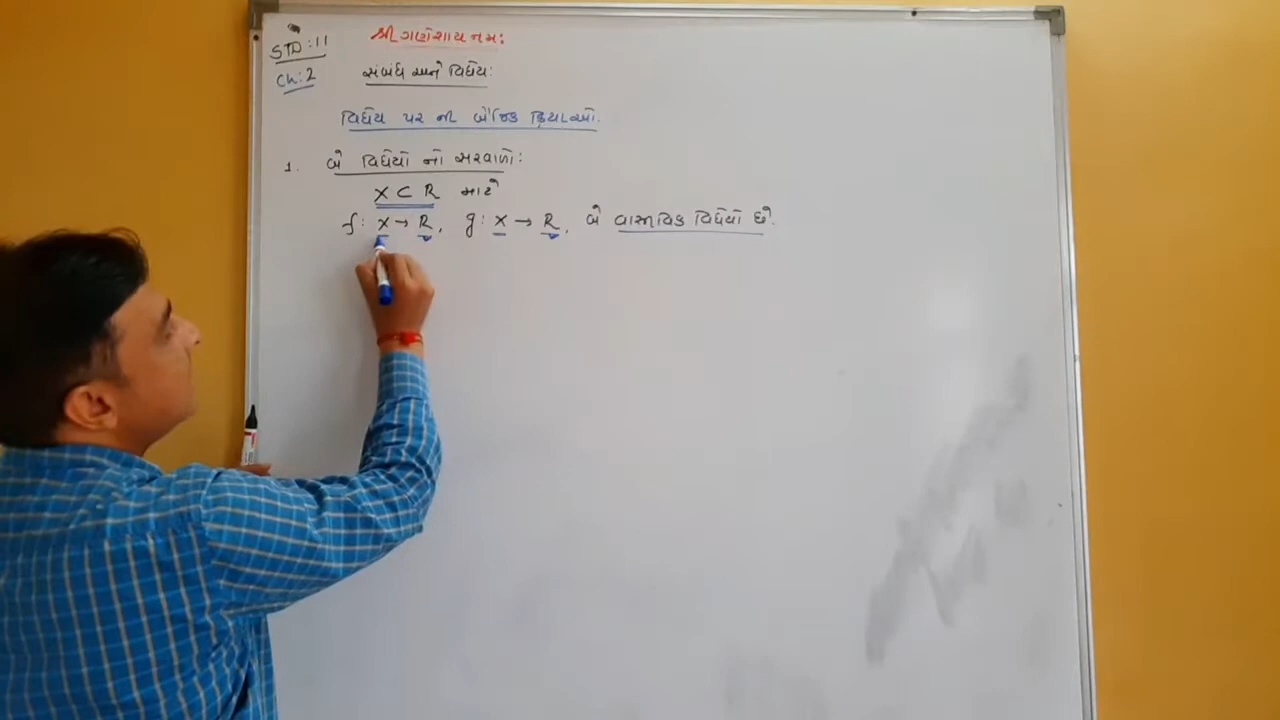 શ્રી ગણેશાય નમઃ
STD : 11
Ch : 2
સંબંધ અને વિધેય :
વિધેય પર ની બૈજિક ક્રિયાઓ.
1. બે વિધેયો નો સરવાળો :
X ⊂ R માટે
f : X → R, g : X → R, બે વાસ્તવિક વિધેયો છે.